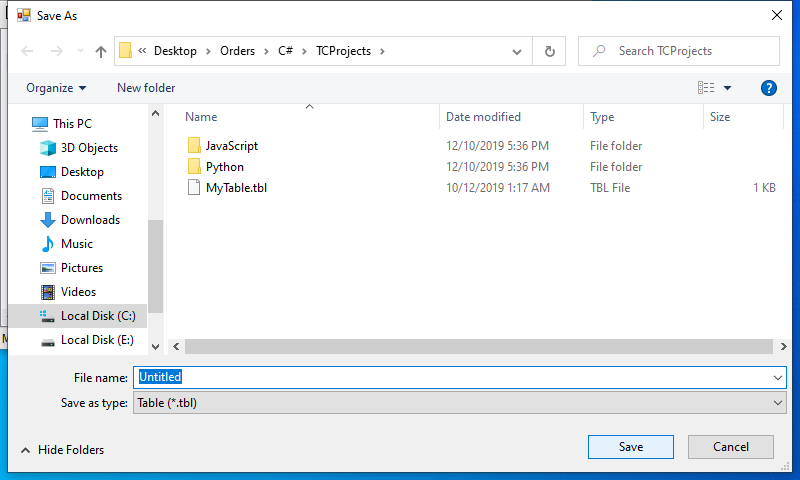 Save As
« Desktop > Orders > C# > TCProjects >
Search TCProjects
Organize
New folder
?
This PC
3D Objects
Desktop
Documents
Downloads
Music
Pictures
Videos
Local Disk (C:)
Local Disk (E:)
Name Date modified Type Size
JavaScript 12/10/2019 5:36 PM File folder
Python 12/10/2019 5:36 PM File folder
MyTable.tbl 10/12/2019 1:17 AM TBL File 1 KB
File name: Untitled
Save as type: Table (*.tbl)
Hide Folders
Save
Cancel